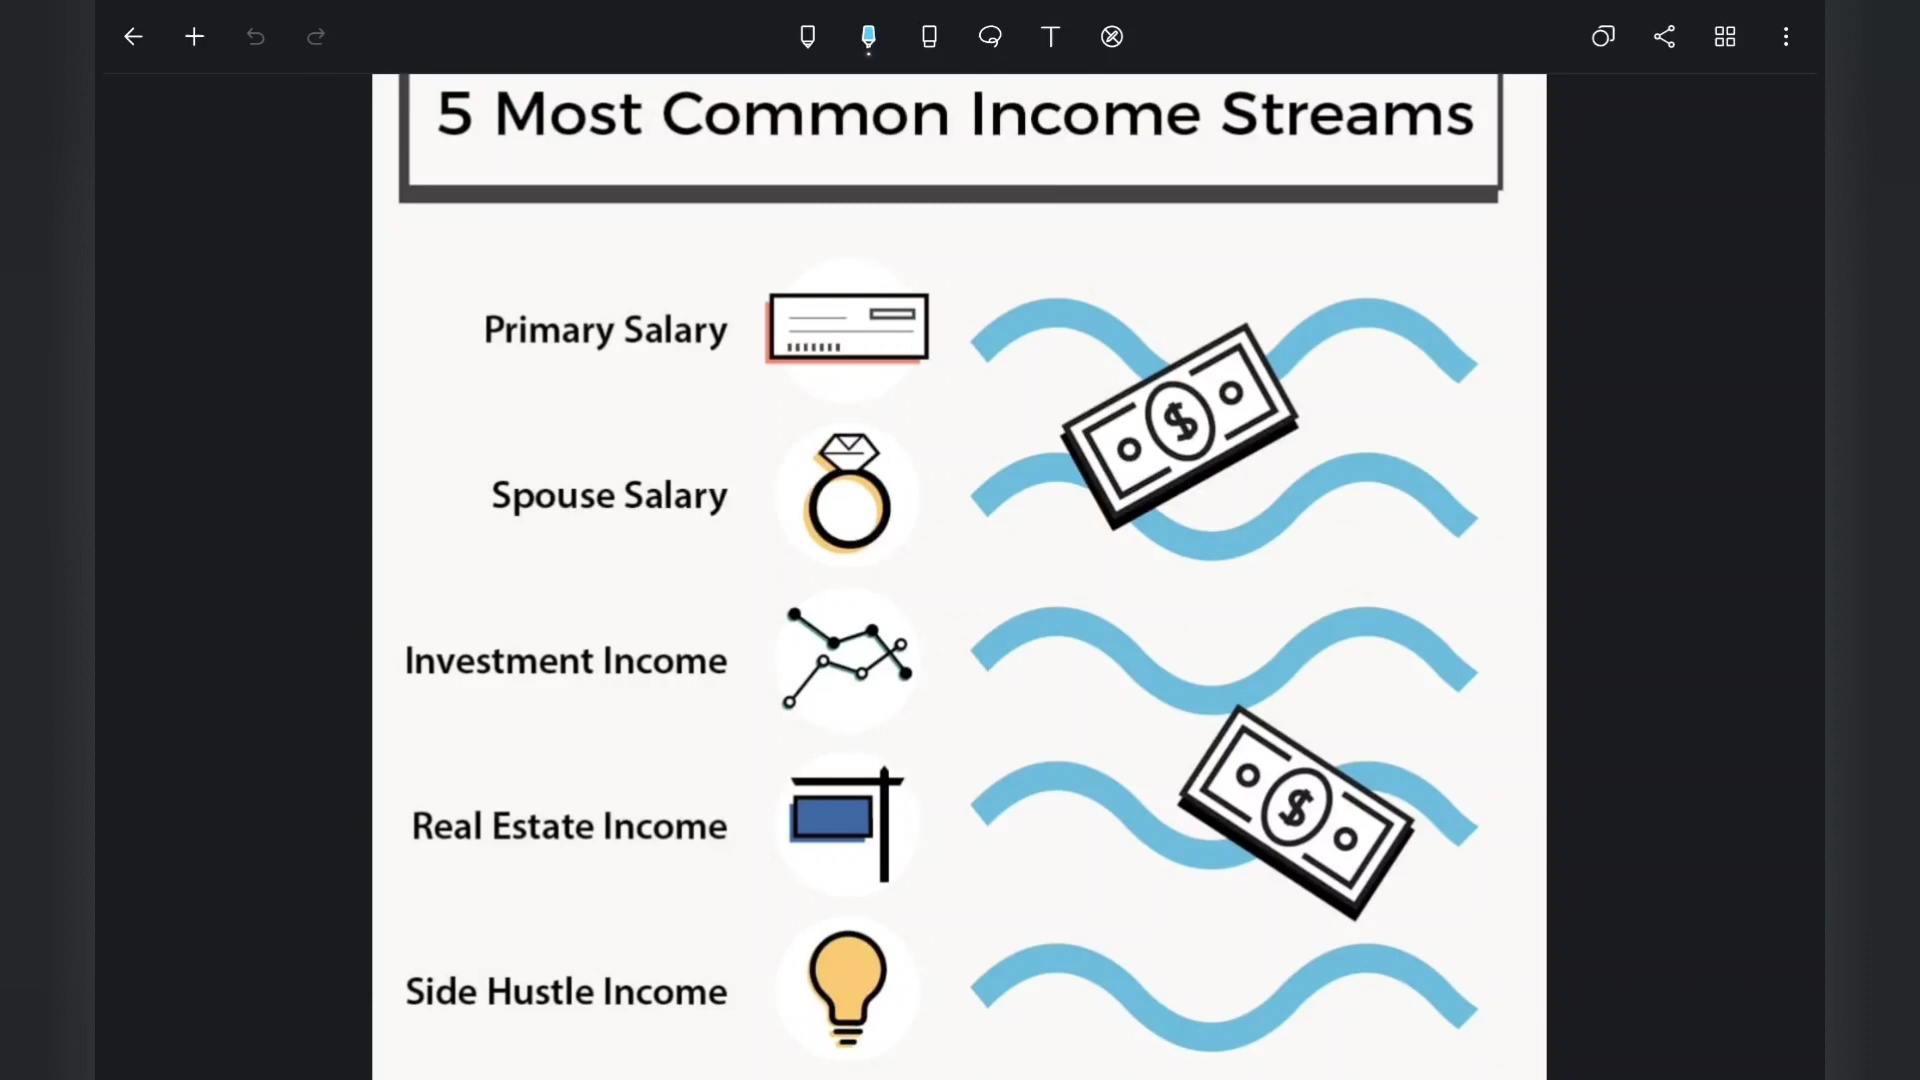 5 Most Common Income Streams
Primary Salary
$
Spouse Salary
Investment Income
$
Real Estate Income
Side Hustle Income